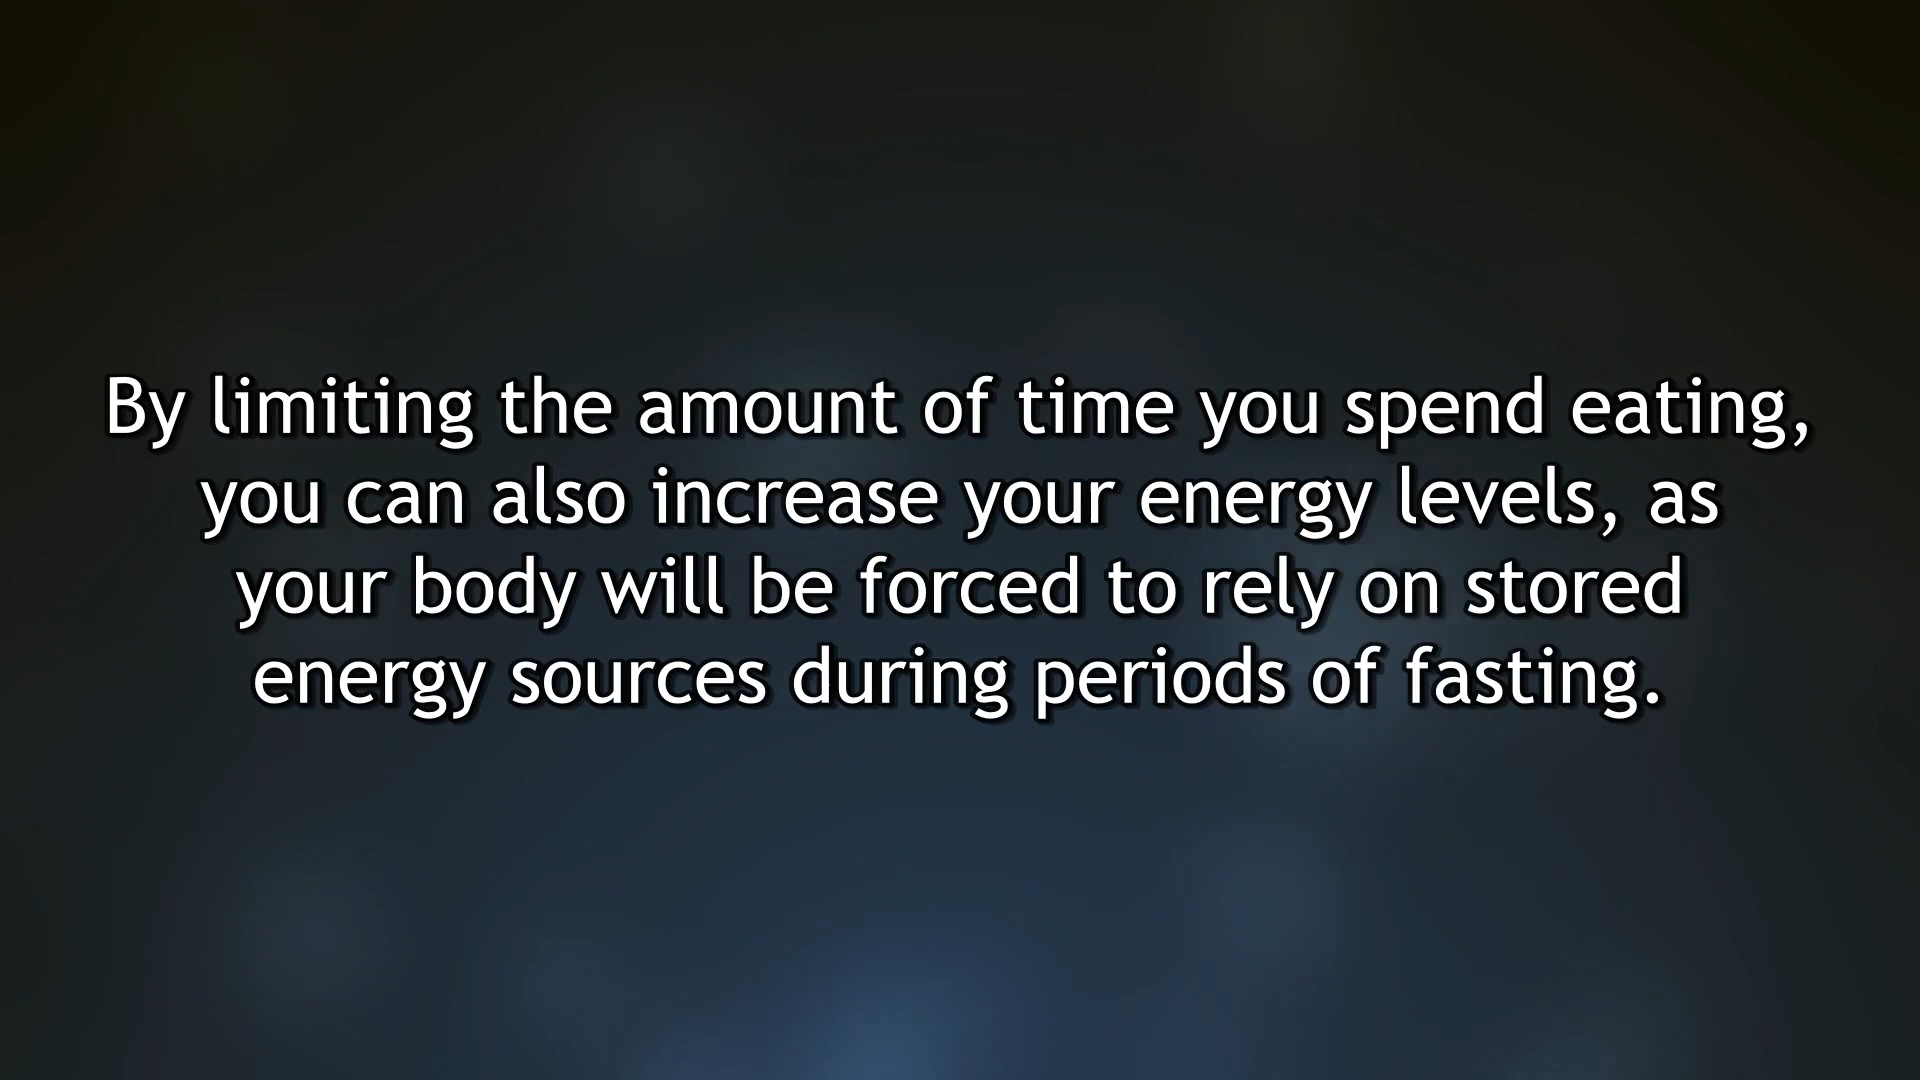 By limiting the amount of time you spend eating,
you can also increase your energy levels, as
your body will be forced to rely on stored
energy sources during periods of fasting.